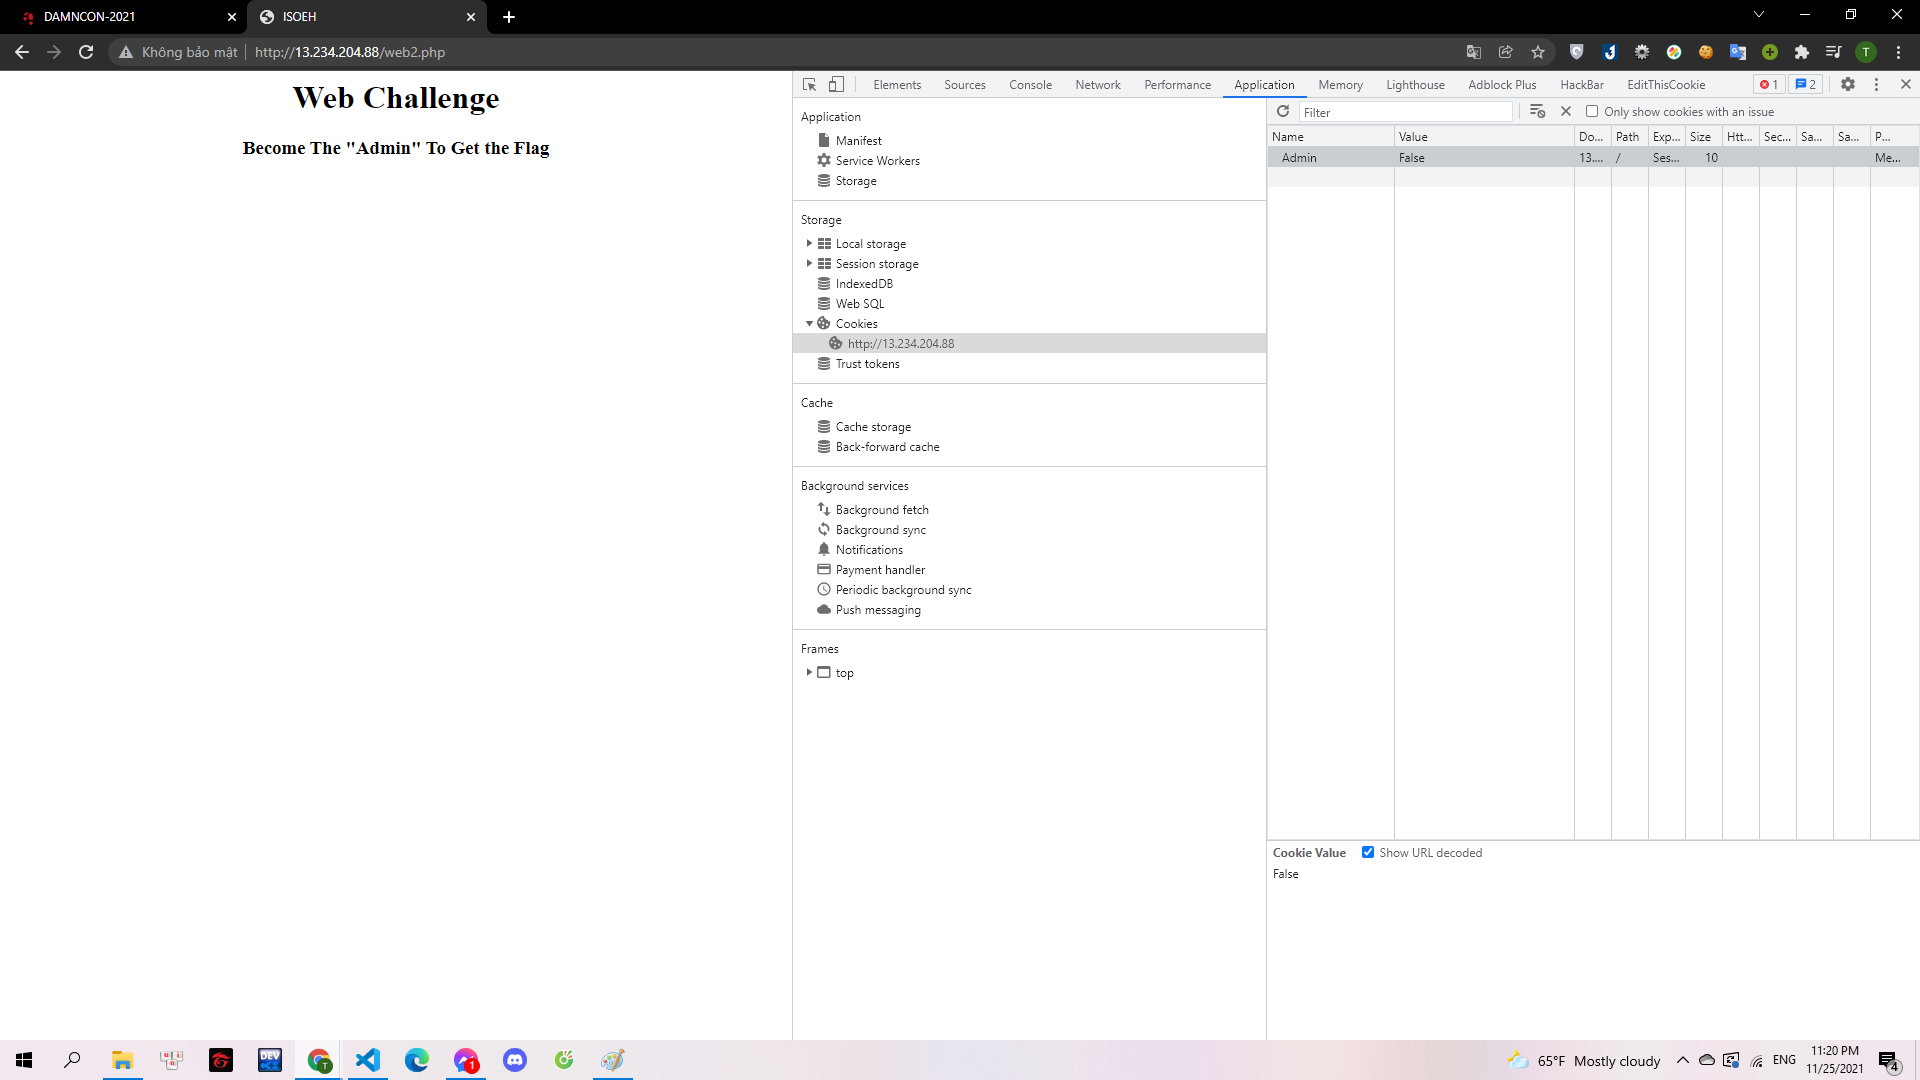 DAMNCON-2021
ISOEH
Không bảo mật
http://13.234.204.88/web2.php
T
Web Challenge
Become The "Admin" To Get the Flag
Elements Sources Console Network Performance Application Memory Lighthouse Adblock Plus HackBar EditThisCookie 1 2
Application
Manifest
Service Workers
Storage
Storage
Local storage
Session storage
IndexedDB
Web SQL
Cookies
http://13.234.204.88
Trust tokens
Cache
Cache storage
Back-forward cache
Background services
Background fetch
Background sync
Notifications
Payment handler
Periodic background sync
Push messaging
Frames
top
Filter
Only show cookies with an issue
Name Value Do... Path Exp... Size Htt... Sec... Sa... Sa... P...
Admin False 13.... / Ses... 10 Me...
Cookie Value Show URL decoded
False
DEV
T
1
65°F Mostly cloudy
ENG
11:20 PM
11/25/2021
4